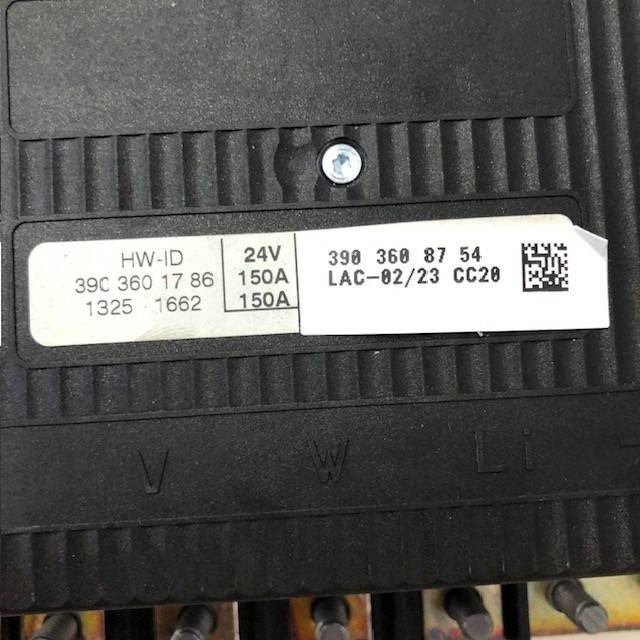 HW-ID
390 360 17 86
1325 1662
24V
150A
150A
390 360 87 54
LAC-02/23 CC20
V W Li